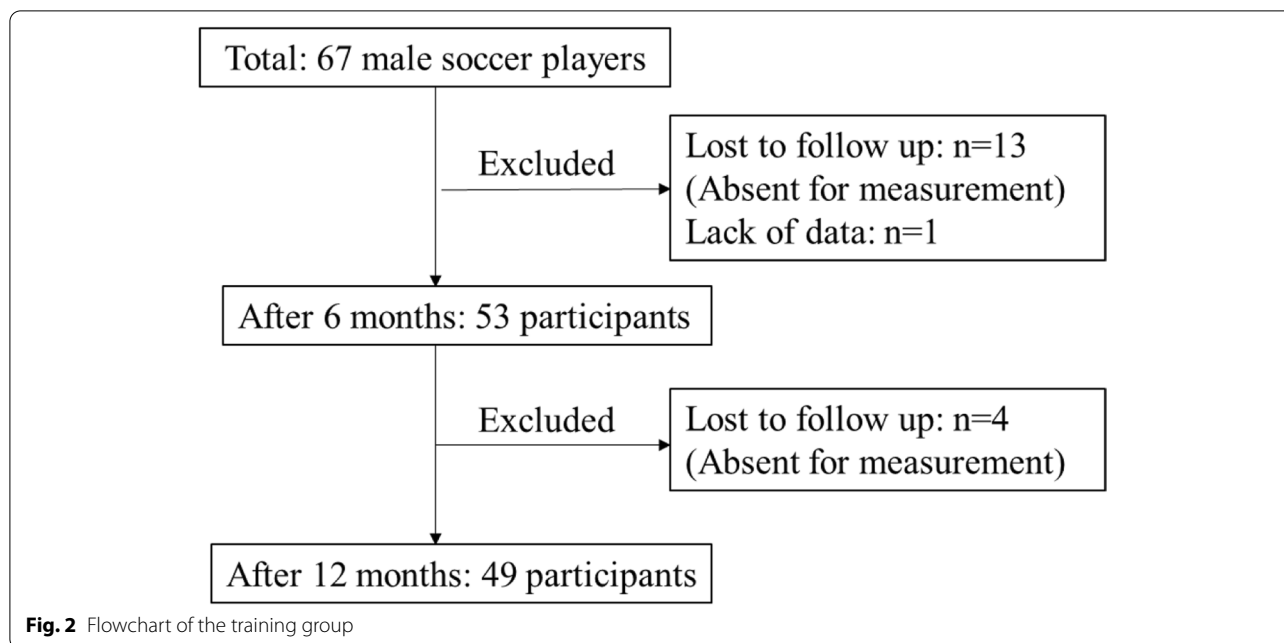 Total: 67 male soccer players
Excluded
Lost to follow up: n=13
(Absent for measurement)
Lack of data: n=1
After 6 months: 53 participants
Excluded
Lost to follow up: n=4
(Absent for measurement)
After 12 months: 49 participants
Fig. 2 Flowchart of the training group